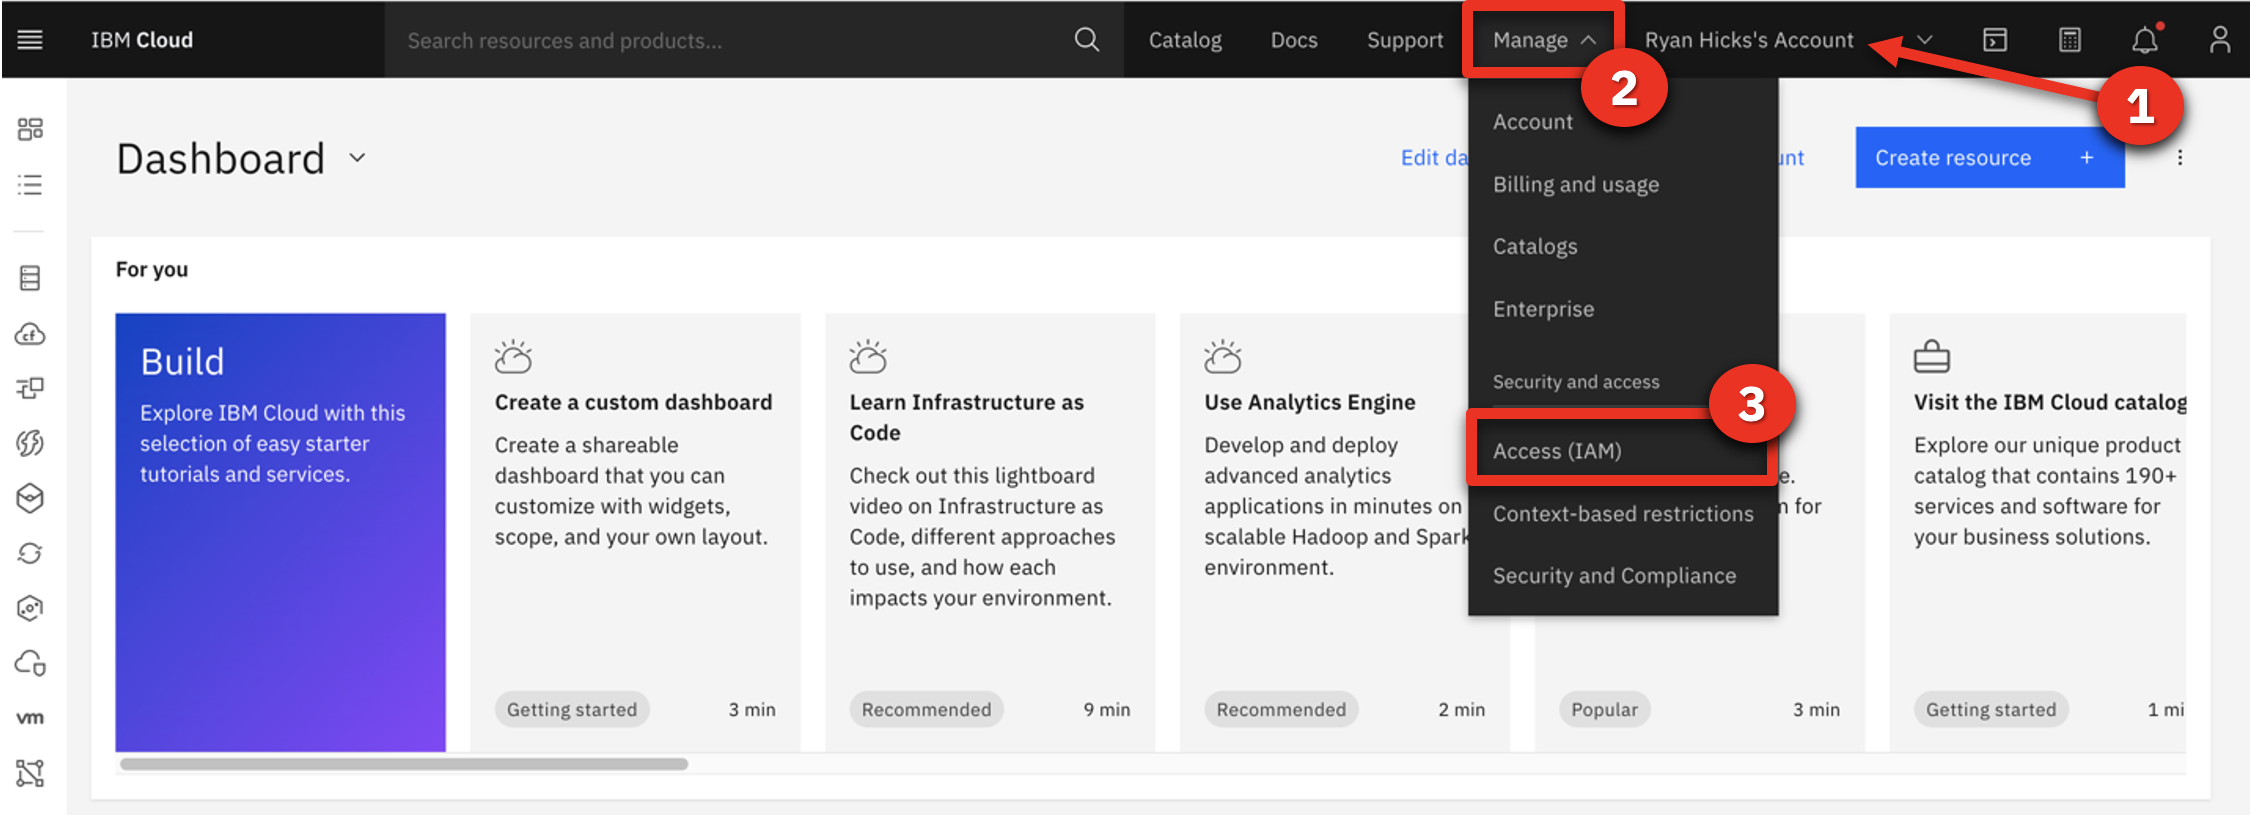 IBM Cloud
Search resources and products...
Catalog
Docs
Support
Manage
Ryan Hicks's Account
1
2
3
Dashboard
Edit
Create resource +
Account
Billing and usage
Catalogs
Enterprise
Security and access
Access (IAM)
Context-based restrictions
Security and Compliance
For you
Build
Explore IBM Cloud with this
selection of easy starter
tutorials and services.
Create a custom dashboard
Create a shareable
dashboard that you can
customize with widgets,
scope, and your own layout.
Getting started
3 min
Learn Infrastructure as
Code
Check out this lightboard
video on Infrastructure as
Code, different approaches
to use, and how each
impacts your environment.
Recommended
9 min
Use Analytics Engine
Develop and deploy
advanced analytics
applications in minutes on
scalable Hadoop and Spark
environment.
Recommended
2 min
for
Popular
3 min
Visit the IBM Cloud catalog
Explore our unique product
catalog that contains 190+
services and software for
your business solutions.
Getting started
1 mi
cf
vm